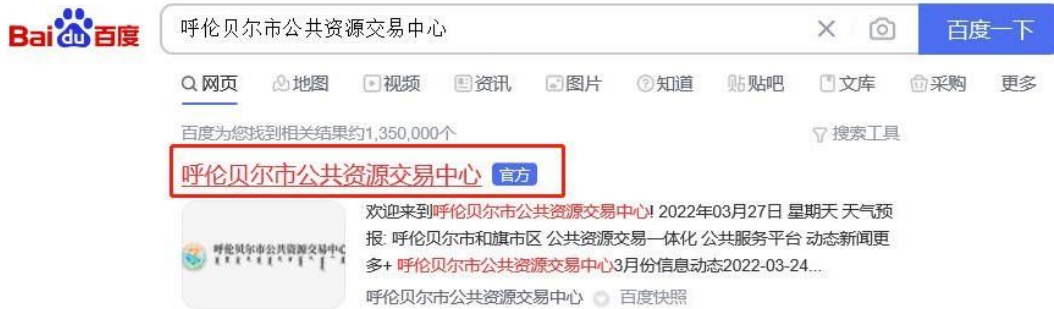 Bai du 百度 呼伦贝尔市公共资源交易中心 百度一下
网页 地图 视频 资讯 图片 知道 贴吧 文库 采购 更多
百度为您找到相关结果约1,350,000个 搜索工具
呼伦贝尔市公共资源交易中心 官方
欢迎来到呼伦贝尔市公共资源交易中心! 2022年03月27日 星期天 天气预
报: 呼伦贝尔市和旗市区 公共资源交易一体化 公共服务平台 动态新闻更
多+ 呼伦贝尔市公共资源交易中心3月份信息动态2022-03-24...
呼伦贝尔市公共资源交易中心
呼伦贝尔市公共资源交易中心 百度快照